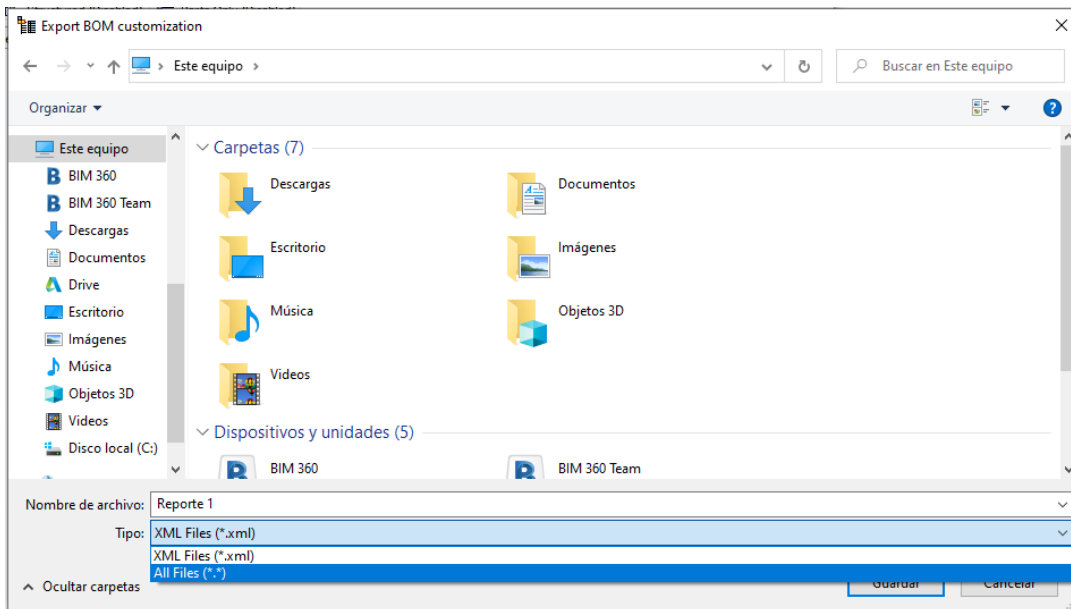 Export BOM customization
Este equipo
Buscar en Este equipo
Organizar
Este equipo
BIM 360
BIM 360 Team
Descargas
Documentos
Drive
Escritorio
Imágenes
Música
Objetos 3D
Videos
Disco local (C:)
Carpetas (7)
Descargas
Documentos
Escritorio
Imágenes
Música
Objetos 3D
Videos
Dispositivos y unidades (5)
BIM 360
BIM 360 Team
Nombre de archivo: Reporte 1
Tipo: XML Files (*.xml)
XML Files (*.xml)
All Files (*.*)
Ocultar carpetas
Guardar
Cancelar